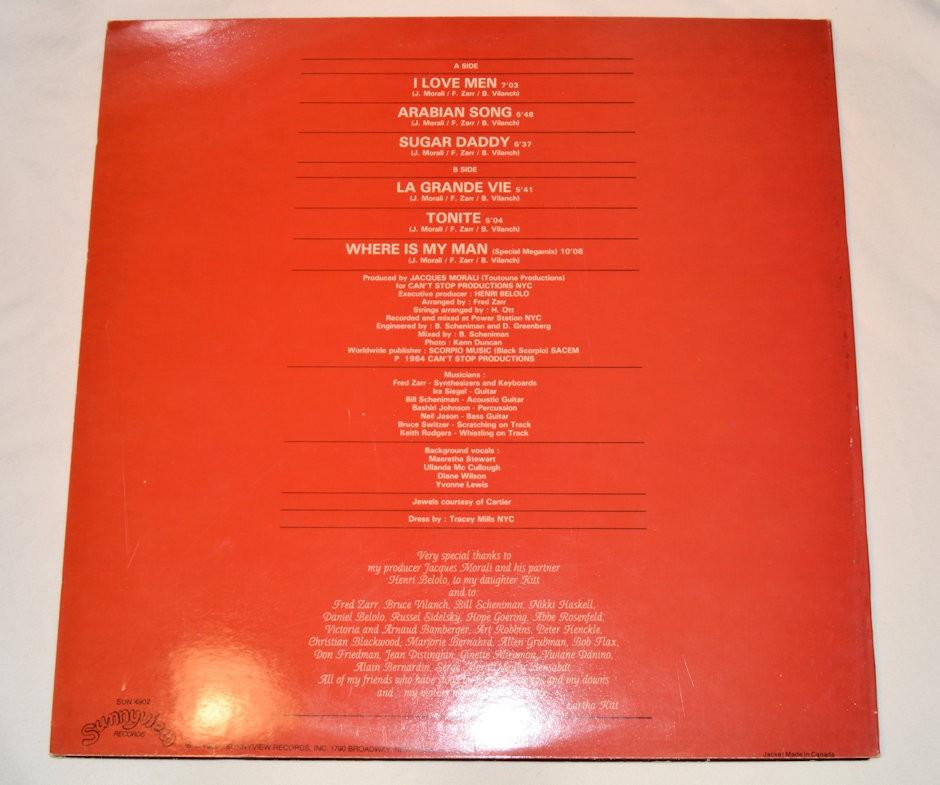 A SIDE
I LOVE MEN 7'03
(J. Morali / F. Zarr / B. Vilanch)
ARABIAN SONG 6'48
(J. Morali / F. Zarr / B. Vilanch)
SUGAR DADDY 6'37
(J. Morali / F. Zarr / B. Vilanch)
B SIDE
LA GRANDE VIE 5'41
(J. Morali / F. Zarr / B. Vilanch)
TONITE 5'04
(J. Morali / F. Zarr / B. Vilanch)
WHERE IS MY MAN (Special Megamix) 10'08
(J. Morali / F. Zarr / B. Vilanch)
Produced by JACQUES MORALI (Toutoune Productions)
for CAN'T STOP PRODUCTIONS NYC
Executive producer : HENRI BELOLO
Arranged by : Fred Zarr
Strings arranged by : H. Ott
Recorded and mixed at Power Station NYC
Engineered by : B. Scheniman and D. Greenberg
Mixed by : B. Scheniman
Photo : Kenn Duncan
Worldwide publisher : SCORPIO MUSIC (Black Scorpio) SACEM
P 1984 CAN'T STOP PRODUCTIONS
Musicians :
Fred Zarr - Synthesizers and Keyboards
Ira Siegel - Guitar
Bill Scheniman - Acoustic Guitar
Bashiri Johnson - Percussion
Neil Jason - Bass Guitar
Bruce Switzer - Scratching on Track
Keith Rodgers - Whistling on Track
Background vocals :
Maeretha Stewart
Ullanda Mc Cullough
Diane Wilson
Yvonne Lewis
Jewels courtesy of Cartier
Dress by : Tracey Mills NYC
Very special thanks to
my producer Jacques Morali and his partner
Henri Belolo, to my daughter Kitt
and to:
Fred Zarr, Bruce Vilanch, Bill Scheniman, Nikki Haskell,
Daniel Belolo, Russel Sidelsky, Hope Goering, Abbe Rosenfeld,
Victoria and Arnaud Bamberger, Art Robbins, Peter Henckle,
Christian Blackwood, Marjorie Bernahrd, Allen Grubman, Bob Flax,
Don Friedman, Jean Distinghin, Ginette Miramon, Viviane Danino,
Alain Bernardin, Serge Bensabat
All of my friends who have and my downs
and my
Eartha Kitt
SUN 4902
Sunnyview
RECORDS
SUNNYVIEW RECORDS, INC. 1790 BROADWAY,
Jacket Made in Canada